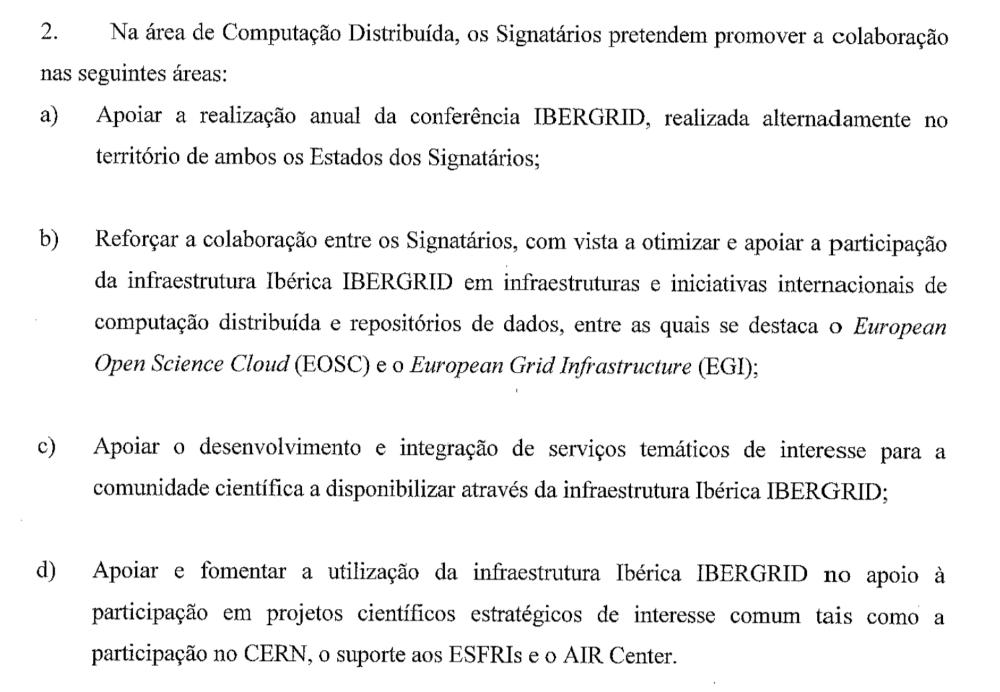 2. Na área de Computação Distribuída, os Signatários pretendem promover a colaboração
nas seguintes áreas:
a) Apoiar a realização anual da conferência IBERGRID, realizada alternadamente no
território de ambos os Estados dos Signatários;
b) Reforçar a colaboração entre os Signatários, com vista a otimizar e apoiar a participação
da infraestrutura Ibérica IBERGRID em infraestruturas e iniciativas internacionais de
computação distribuída e repositórios de dados, entre as quais se destaca o European
Open Science Cloud (EOSC) e o European Grid Infrastructure (EGI);
c) Apoiar o desenvolvimento e integração de serviços temáticos de interesse para a
comunidade científica a disponibilizar através da infraestrutura Ibérica IBERGRID;
d) Apoiar e fomentar a utilização da infraestrutura Ibérica IBERGRID no apoio à
participação em projetos científicos estratégicos de interesse comum tais como a
participação no CERN, o suporte aos ESFRIs e o AIR Center.